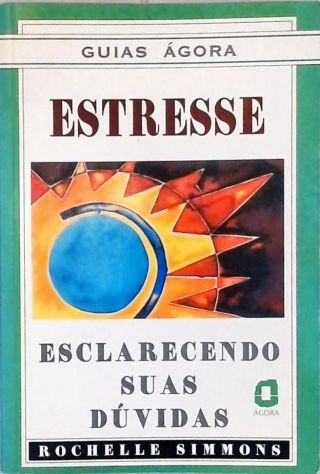 GUIAS ÁGORA
ESTRESSE
ESCLARECENDO
SUAS
DÚVIDAS
ÁGORA
ROCHELLE SIMMONS